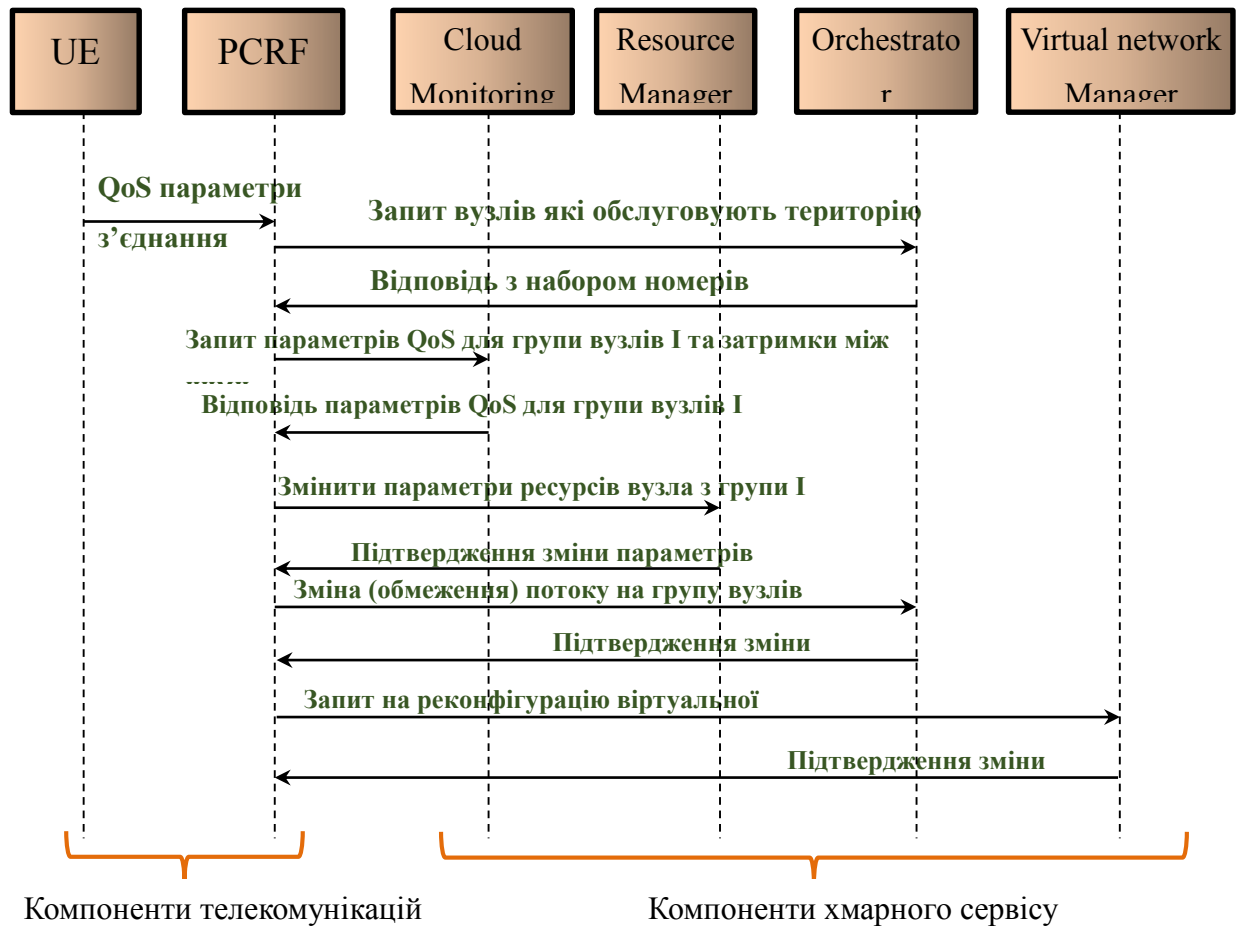 UE
PCRF
Cloud
Monitoring
Resource
Manager
Orchestrato
r
Virtual network
Manager
QoS параметри
з’єднання
Запит вузлів які обслуговують територію
Відповідь з набором номерів
Запит параметрів QoS для групи вузлів I та затримки між
Відповідь параметрів QoS для групи вузлів I
Змінити параметри ресурсів вузла з групи I
Підтвердження зміни параметрів
Зміна (обмеження) потоку на групу вузлів
Підтвердження зміни
Запит на реконфігурацію віртуальної
Підтвердження зміни
Компоненти телекомунікацій
Компоненти хмарного сервісу